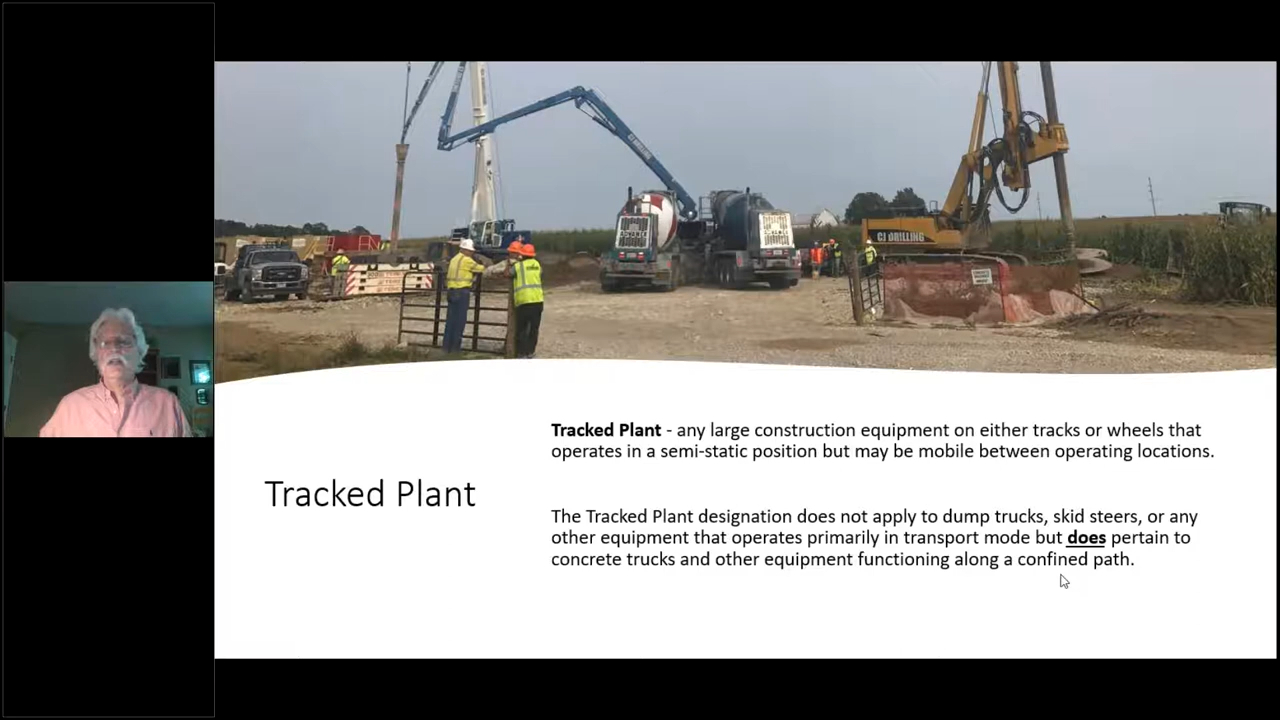 ADVANCE
CJ DRILLING
Tracked Plant
Tracked Plant - any large construction equipment on either tracks or wheels that
operates in a semi-static position but may be mobile between operating locations.
The Tracked Plant designation does not apply to dump trucks, skid steers, or any
other equipment that operates primarily in transport mode but does pertain to
concrete trucks and other equipment functioning along a confined path.